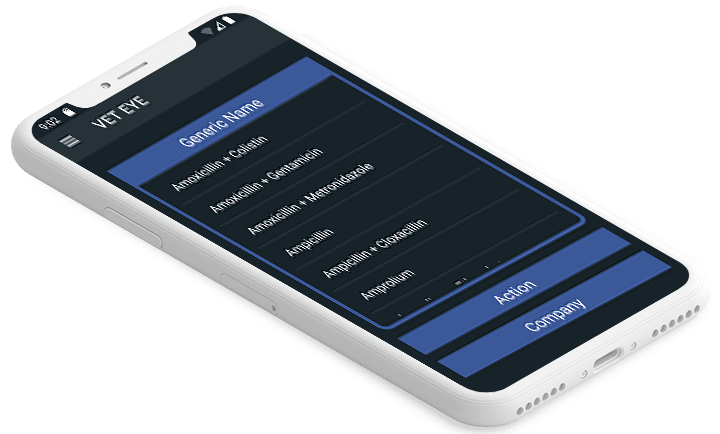 9:02
VET EYE
Generic Name
Amoxicillin + Colistin
Amoxicillin + Gentamicin
Amoxicillin + Metronidazole
Ampicillin
Ampicillin + Cloxacillin
Amprolium
Action
Company